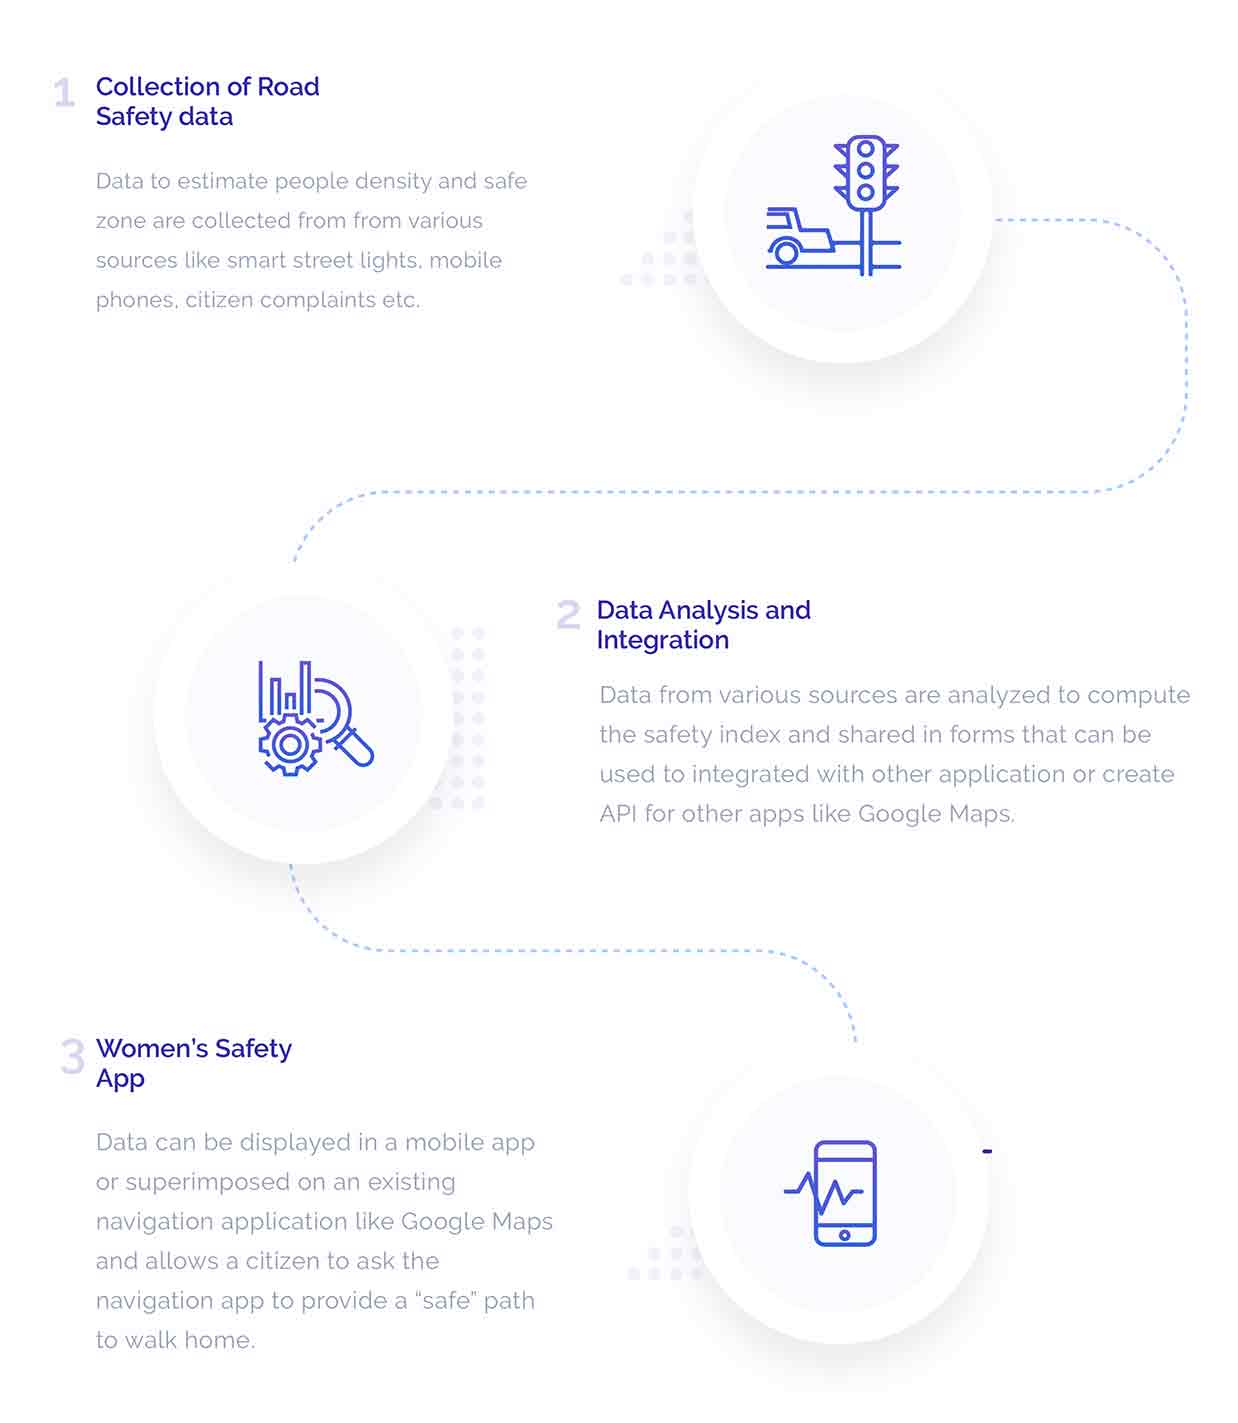 1
Collection of Road
Safety data
Data to estimate people density and safe
zone are collected from from various
sources like smart street lights, mobile
phones, citizen complaints etc.
2
Data Analysis and
Integration
Data from various sources are analyzed to compute
the safety index and shared in forms that can be
used to integrated with other application or create
API for other apps like Google Maps.
3
Women’s Safety
App
Data can be displayed in a mobile app
or superimposed on an existing
navigation application like Google Maps
and allows a citizen to ask the
navigation app to provide a “safe” path
to walk home.
-